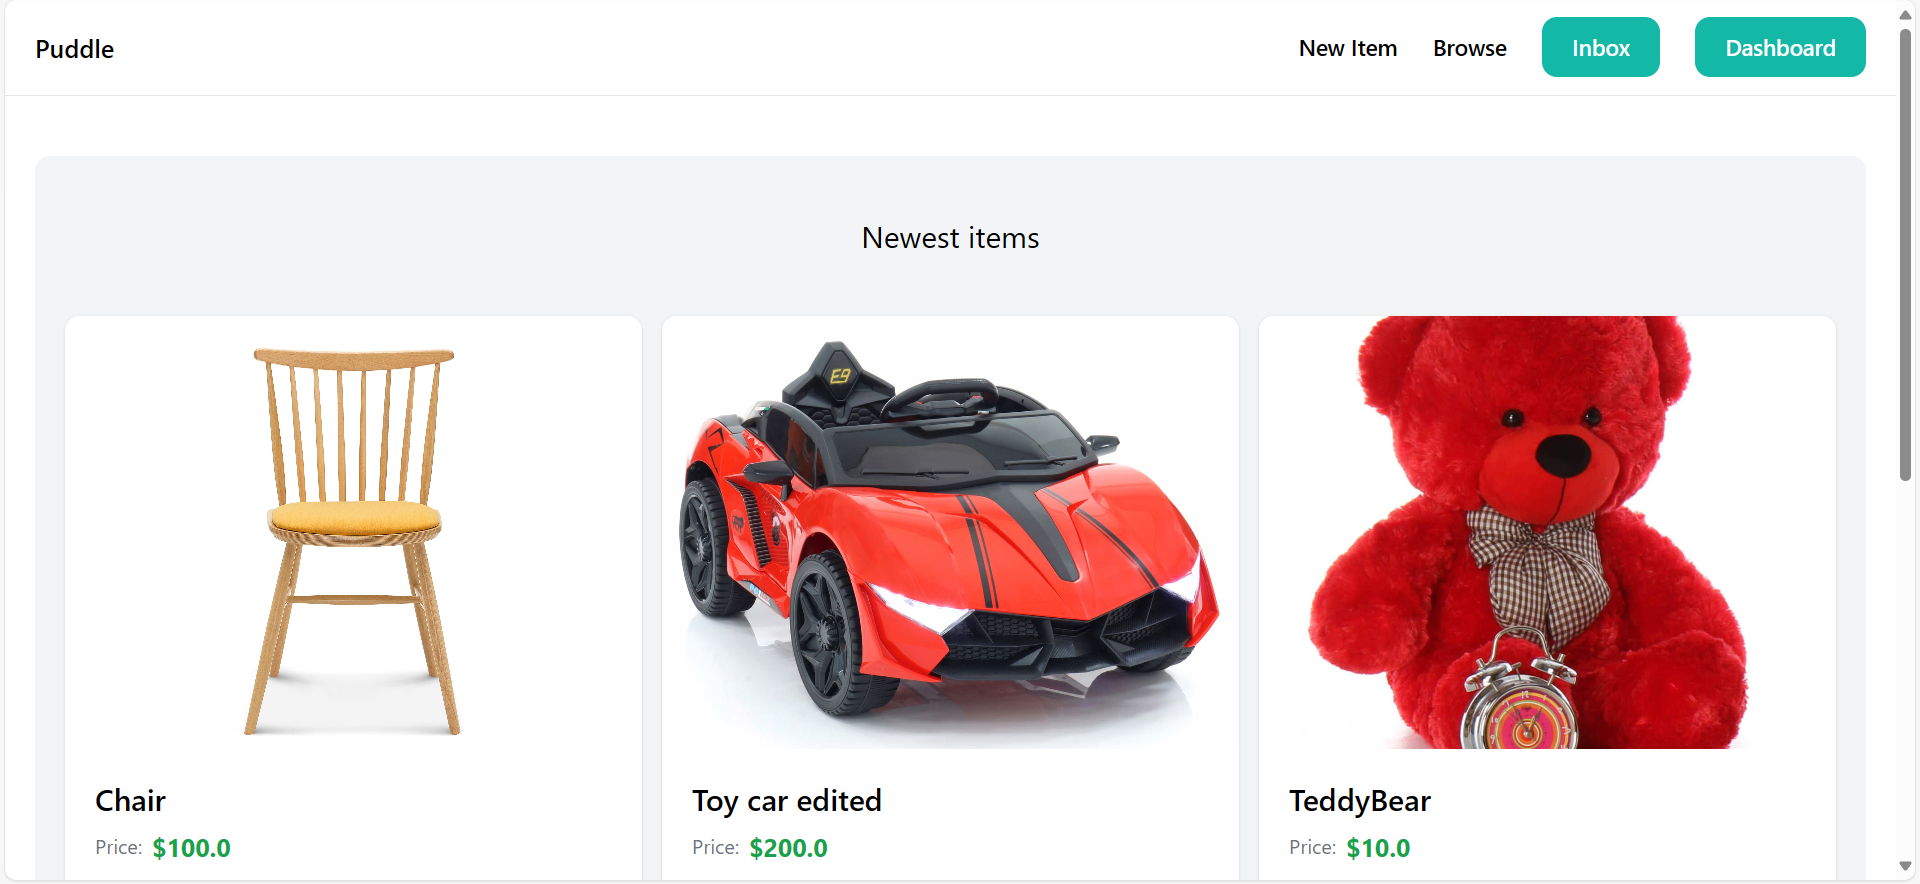 Puddle
New Item
Browse
Inbox
Dashboard
Newest items
E9
Chair
Price: $100.0
Toy car edited
Price: $200.0
TeddyBear
Price: $10.0